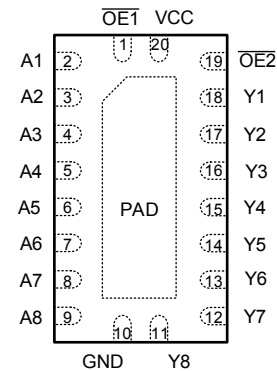 OE1 VCC
1 20
A1 2 19 OE2
A2 3 18 Y1
A3 4 17 Y2
A4 5 16 Y3
A5 6 15 Y4
PAD
A6 7 14 Y5
A7 8 13 Y6
A8 9 12 Y7
10 11
GND Y8